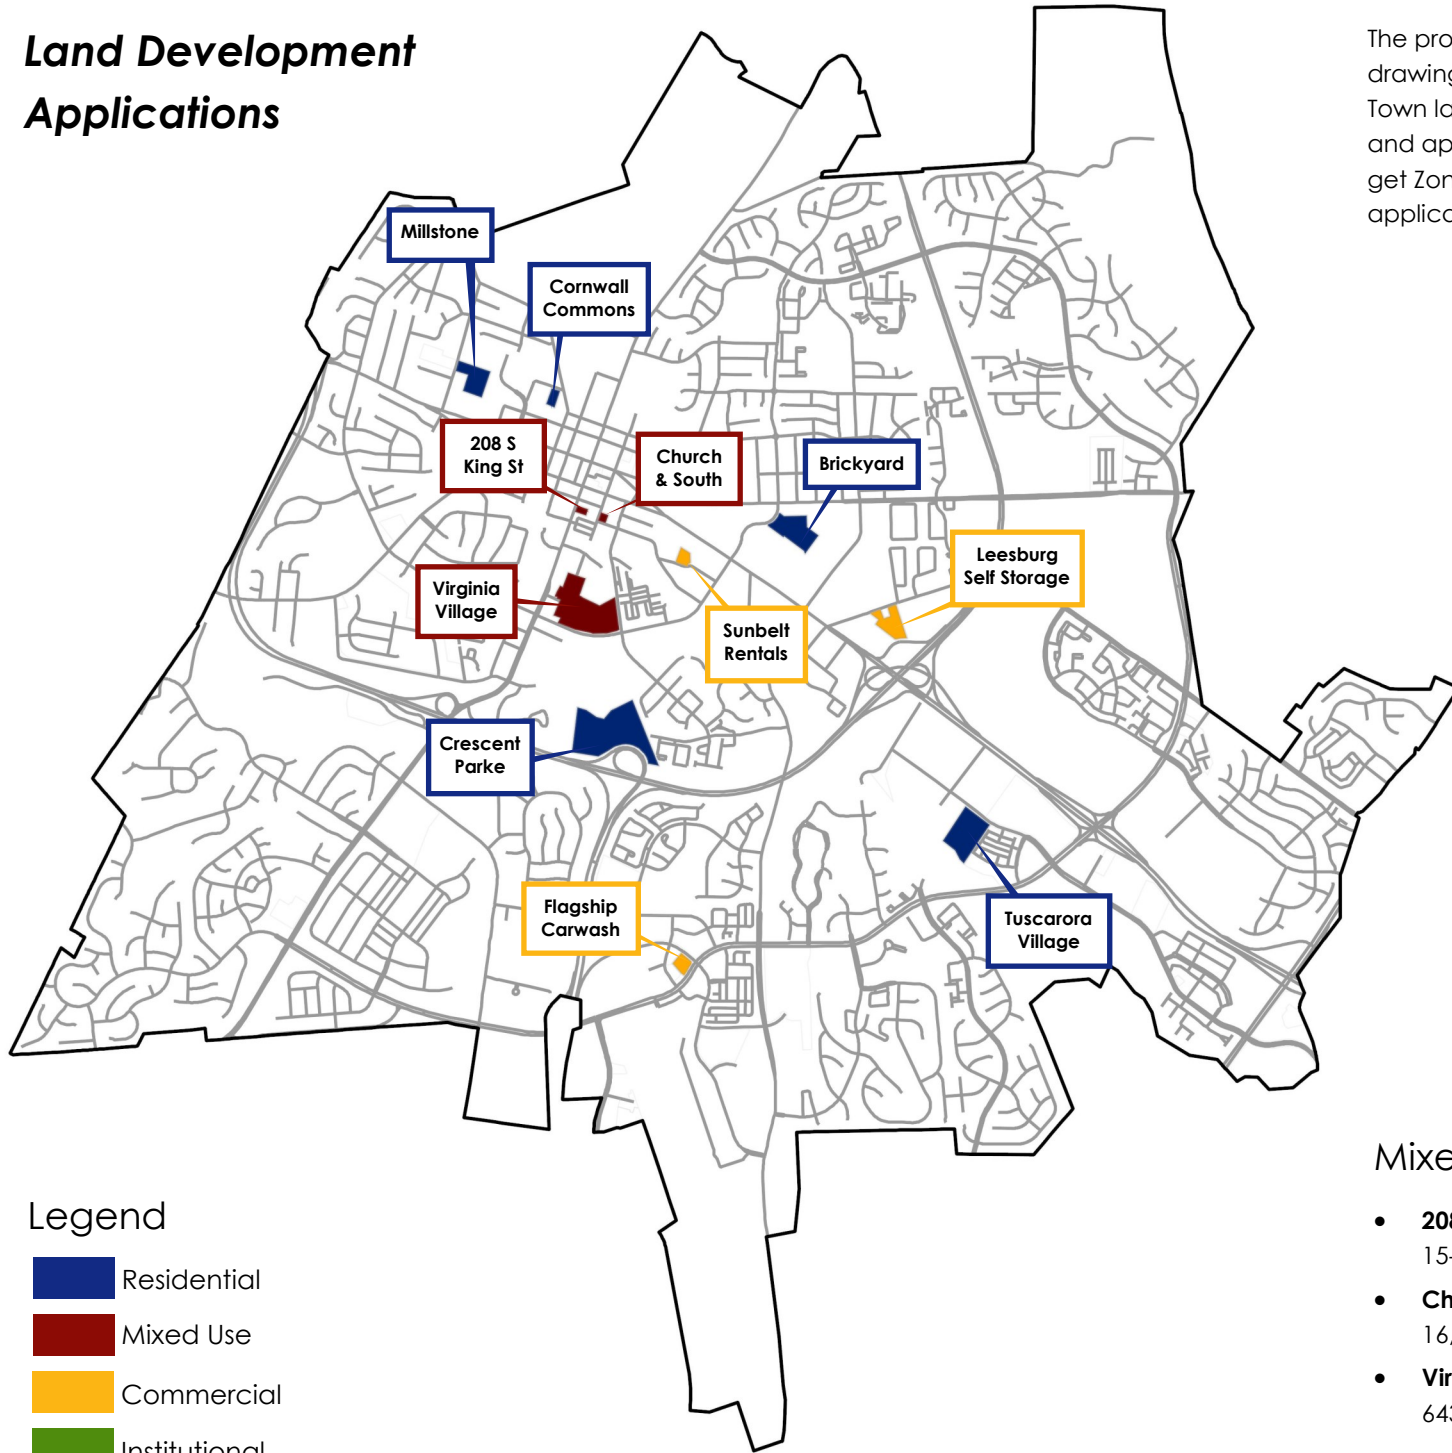 Land Development
Applications
The pro
drawing
Town la
and ap
get Zon
applica
Millstone
Cornwall
Commons
208 S
King St
Church
& South
Brickyard
Leesburg
Self Storage
Virginia
Village
Sunbelt
Rentals
Crescent
Parke
Flagship
Carwash
Tuscarora
Village
Legend
Residential
Mixed Use
Commercial
Institutional
Mixe
• 208
15-
• Ch
16,
• Vir
643